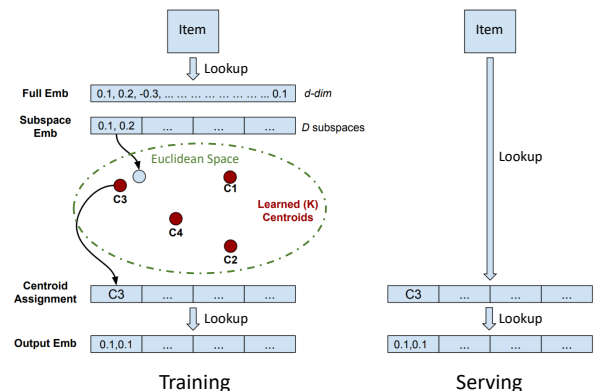 Item
Item
Lookup
Full Emb
0.1, 0.2, -0.3, ... ... ... ... ... ... ... ... 0.1
d-dim
Subspace
Emb
0.1, 0.2
...
...
...
D subspaces
Euclidean Space
Lookup
C3
C1
Learned (K)
Centroids
C4
C2
Centroid
Assignment
C3
...
...
...
C3
...
...
...
Lookup
Lookup
Output Emb
0.1,0.1
...
...
...
0.1,0.1
...
...
...
Training
Serving